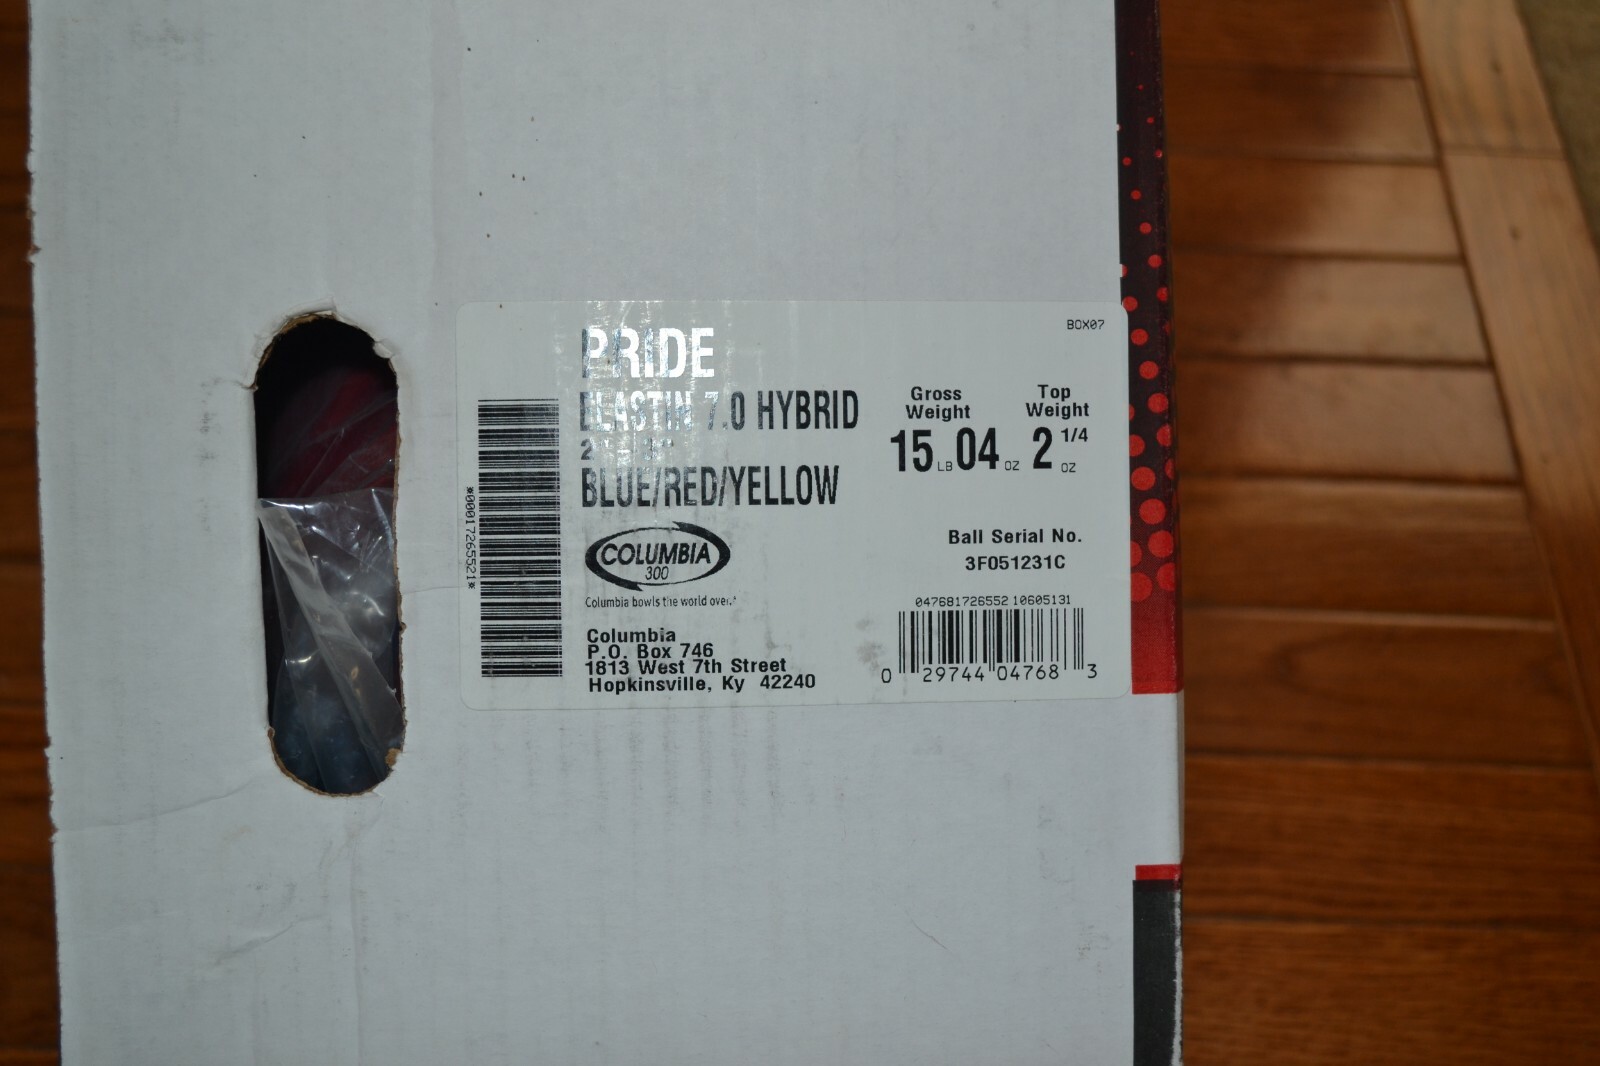 BOX07
PRIDE
ELASTIN 7.0 HYBRID
BLUE/RED/YELLOW
Gross Weight
15 LB 04 OZ
Top Weight
2 1/4 OZ
*00017265521*
COLUMBIA
300
Columbia bowls the world over.
Ball Serial No.
3F051231C
Columbia
P.O. Box 746
1813 West 7th Street
Hopkinsville, Ky 42240
047681726552 10605131
0 29744 04768 3